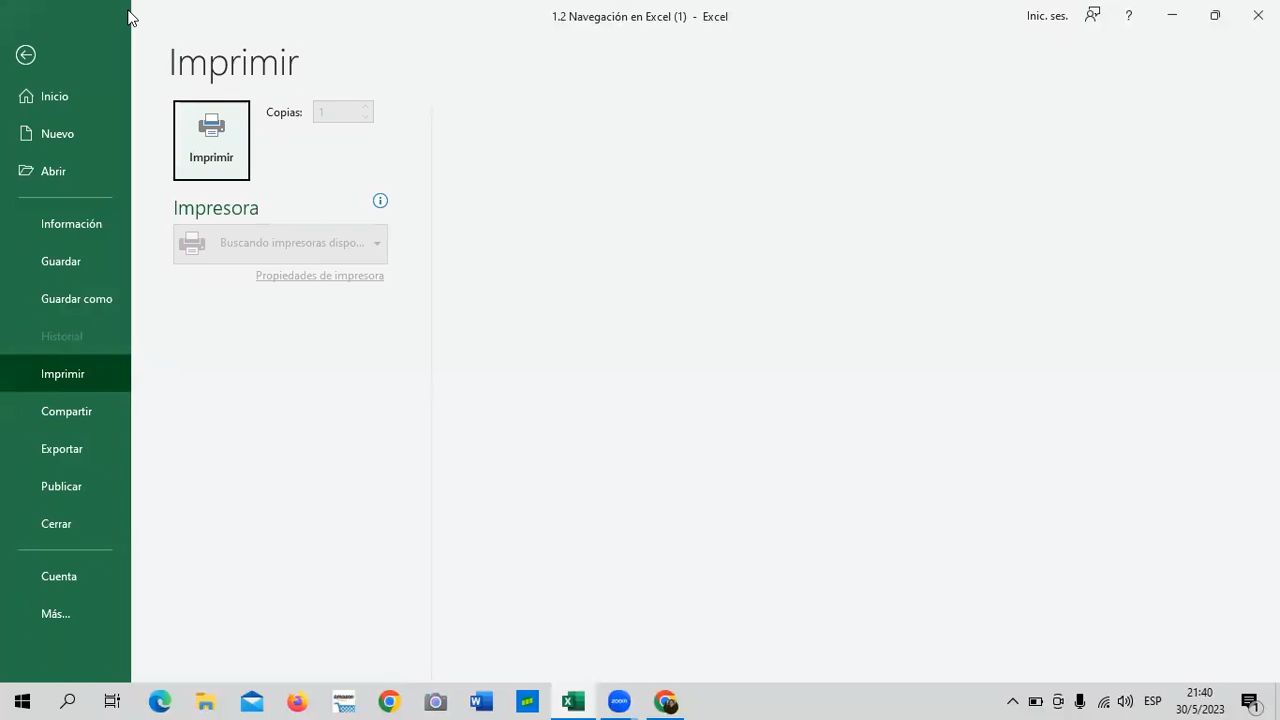 1.2 Navegación en Excel (1) - Excel
Inic. ses.
?
Imprimir
Inicio
Nuevo
Abrir
Información
Guardar
Guardar como
Historial
Imprimir
Compartir
Exportar
Publicar
Cerrar
Cuenta
Más...
Imprimir
Copias: 1
Impresora
Buscando impresoras dispo...
Propiedades de impresora
zoom
ESP
21:40
30/5/2023
1